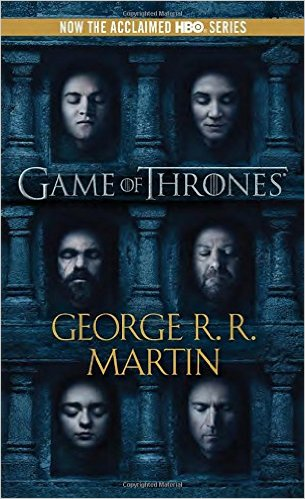 NOW THE ACCLAIMED HBO® SERIES
GAME OF THRONES
GEORGE R. R.
MARTIN